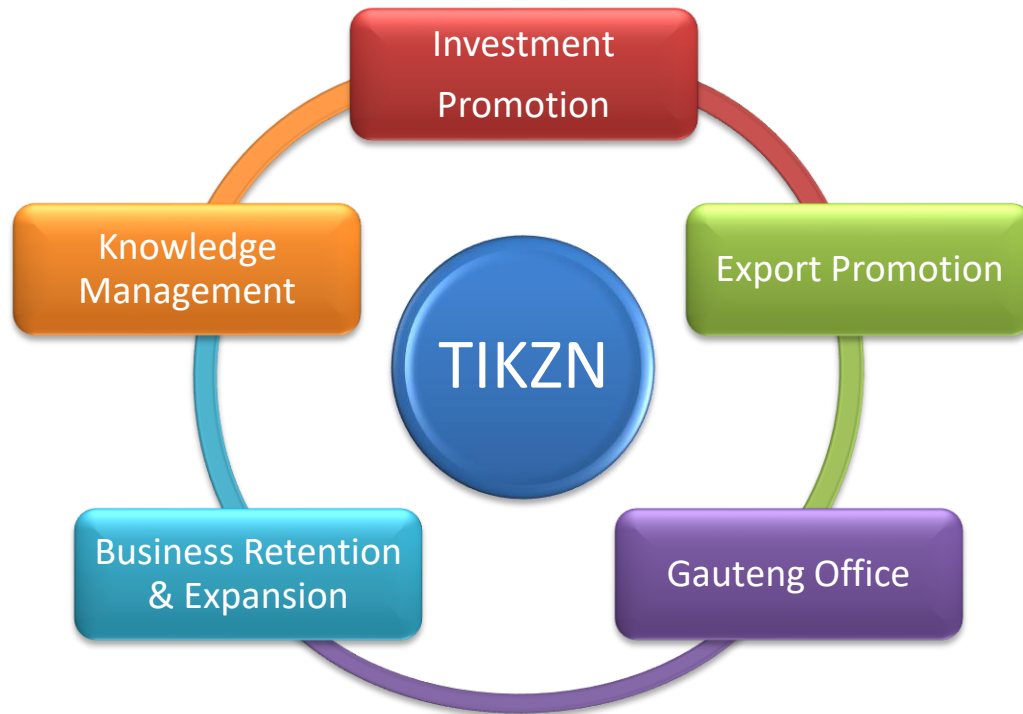 Investment
Promotion
Knowledge
Management
Export Promotion
TIKZN
Business Retention
& Expansion
Gauteng Office